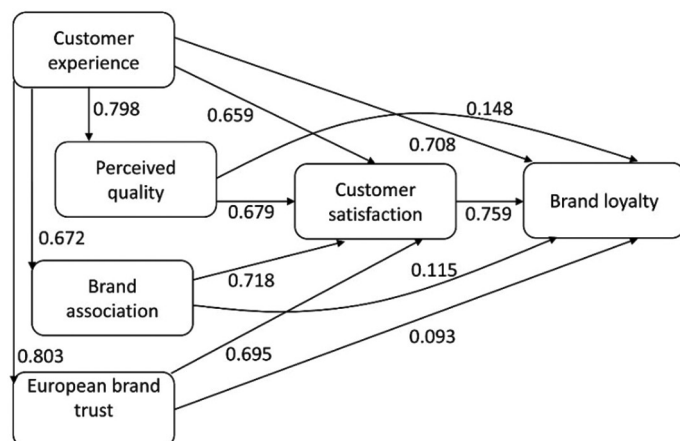 Customer
experience
0.798
0.659
0.148
0.708
Perceived
quality
Customer
satisfaction
Brand loyalty
0.679
0.759
0.672
Brand
association
0.718
0.115
0.803
0.695
0.093
European brand
trust